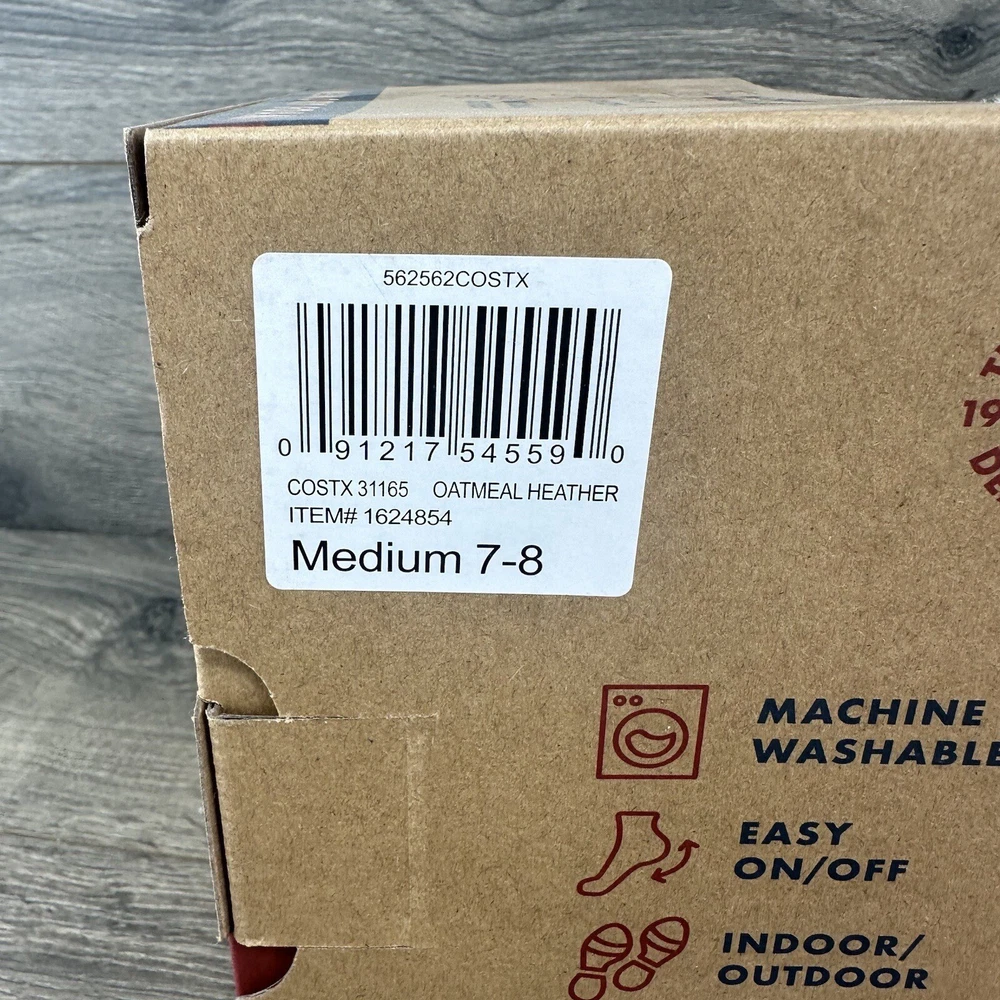 562562COSTX
0 91217 54559 0
COSTX 31165 OATMEAL HEATHER
ITEM# 1624854
Medium 7-8
19
MACHINE
WASHABLE
EASY
ON/OFF
INDOOR/
OUTDOOR